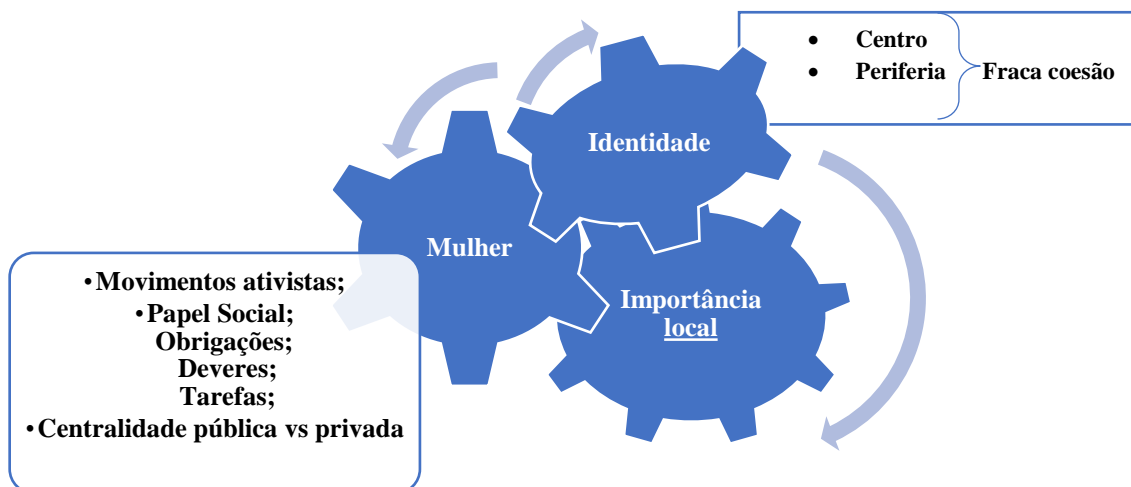 • Centro
• Periferia
Fraca coesão
Identidade
Mulher
Importância
local
•Movimentos ativistas;
•Papel Social;
Obrigações;
Deveres;
Tarefas;
•Centralidade pública vs privada